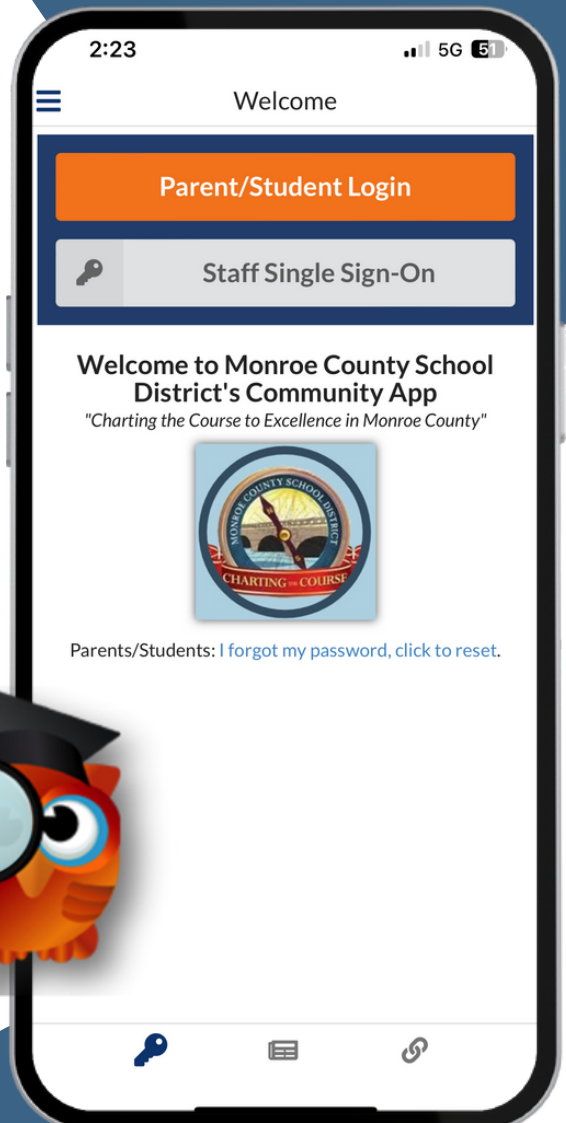 2:23
5G 51
Welcome
Parent/Student Login
Staff Single Sign-On
Welcome to Monroe County School
District's Community App
"Charting the Course to Excellence in Monroe County"
MONROE COUNTY SCHOOL DISTRICT
CHARTING THE COURSE
Parents/Students: I forgot my password, click to reset.